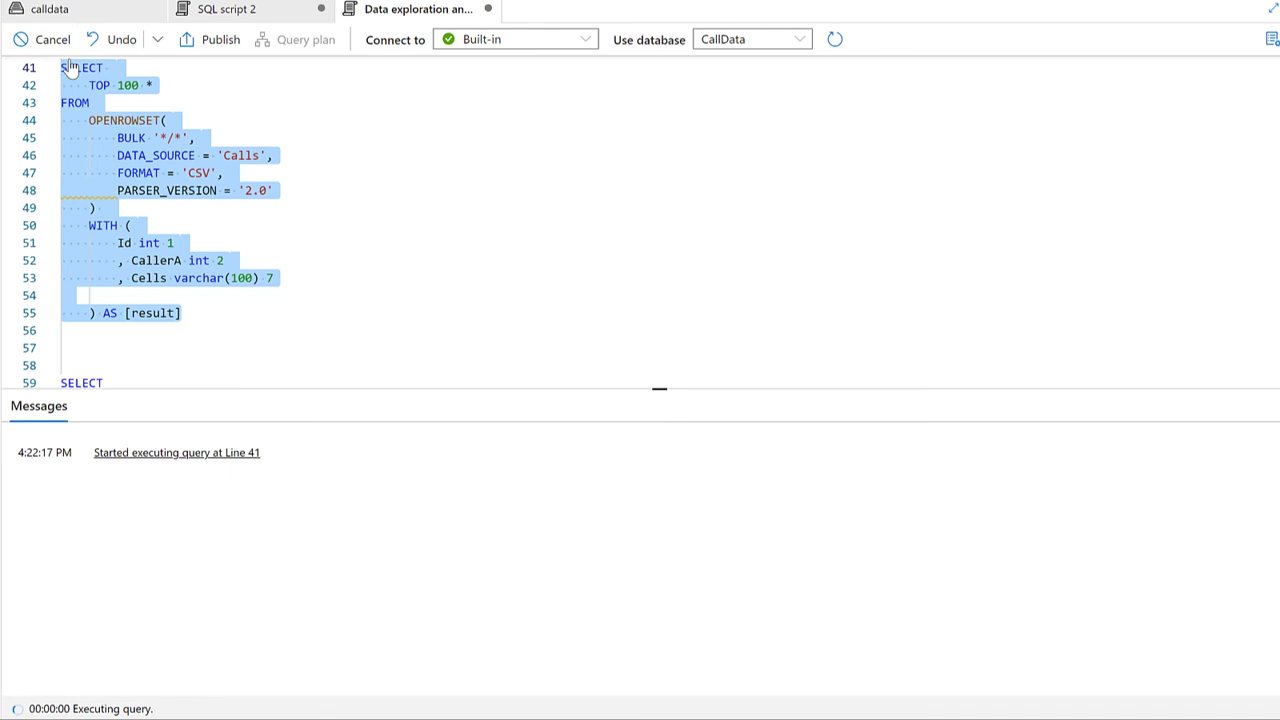 calldata
SQL script 2
Data exploration an...
Cancel
Undo
Publish
Query plan
Connect to
Built-in
Use database
CallData
41 SELECT
42 TOP 100 *
43 FROM
44 OPENROWSET(
45 BULK '*/*',
46 DATA_SOURCE = 'Calls',
47 FORMAT = 'CSV',
48 PARSER_VERSION = '2.0'
49 )
50 WITH (
51 Id int 1
52 , CallerA int 2
53 , Cells varchar(100) 7
54
55 ) AS [result]
56
57
58
59 SELECT
Messages
4:22:17 PM Started executing query at Line 41
00:00:00 Executing query.